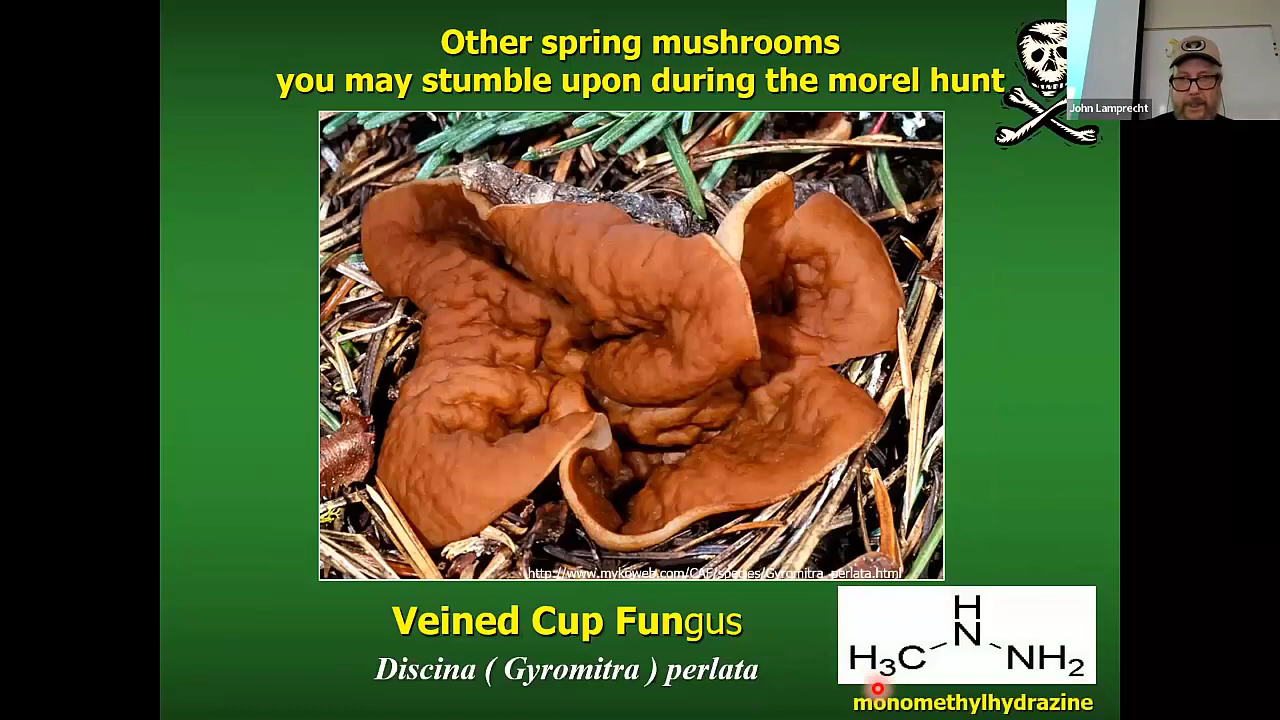 Other spring mushrooms
you may stumble upon during the morel hunt
John Lamprecht
http://www.mykoweb.com/CAF/species/Gyromitra_perlata.html
Veined Cup Fungus
Discina ( Gyromitra ) perlata
H
N
H3C
NH2
monomethylhydrazine